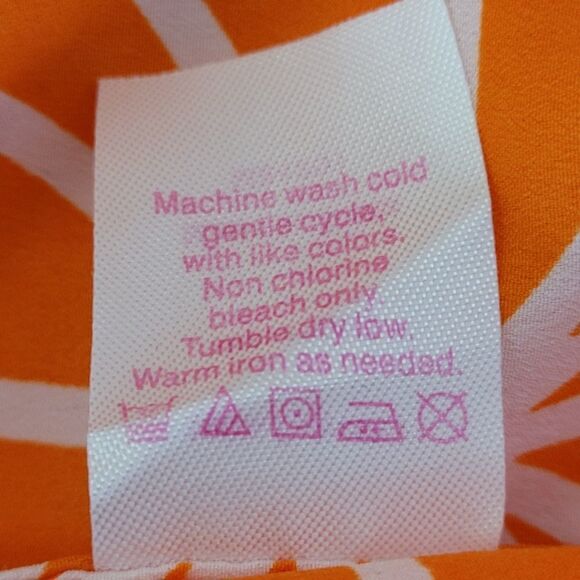 Machine wash cold
gentle cycle,
with like colors.
Non chlorine
bleach only.
Tumble dry low.
Warm iron as needed.